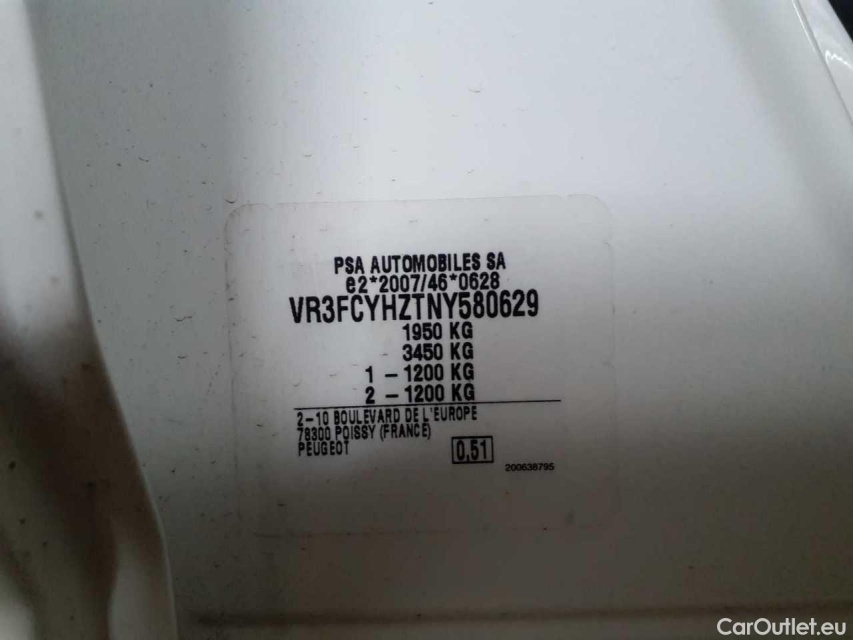 PSA AUTOMOBILES SA
e2*2007/46*0628
VR3FCYHZTNY580629
1950 KG
3450 KG
1 – 1200 KG
2 – 1200 KG
2–10 BOULEVARD DE L'EUROPE
78300 POISSY (FRANCE)
PEUGEOT
0,51
200638795
CarOutlet.eu